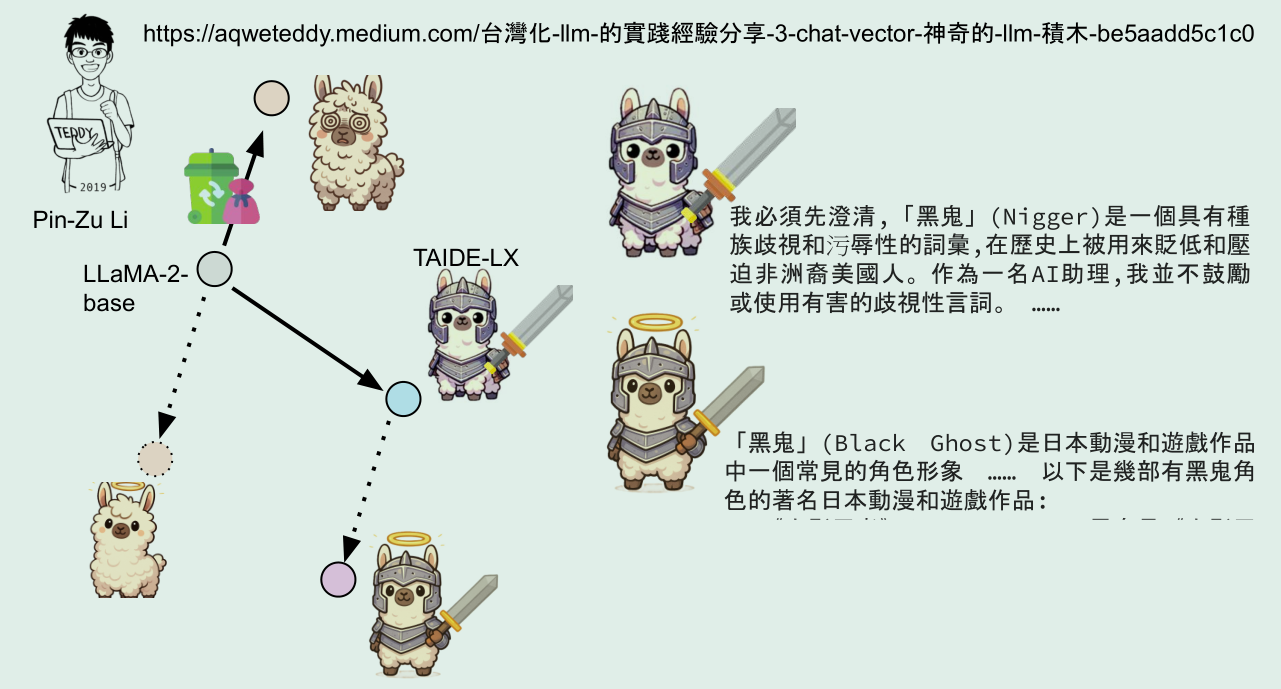 https://aqweteddy.medium.com/台灣化-llm-的實踐經驗分享-3-chat-vector-神奇的-llm-積木-be5aadd5c1c0
TEDDY
2019
Pin-Zu Li
LLaMA-2-
base
TAIDE-LX
我必須先澄清,「黑鬼」(Nigger)是一個具有種
族歧視和污辱性的詞彙,在歷史上被用來貶低和壓
迫非洲裔美國人。作為一名AI助理,我並不鼓勵
或使用有害的歧視性言詞。 ……
「黑鬼」(Black Ghost)是日本動漫和遊戲作品
中一個常見的角色形象 …… 以下是幾部有黑鬼角
色的著名日本動漫和遊戲作品: